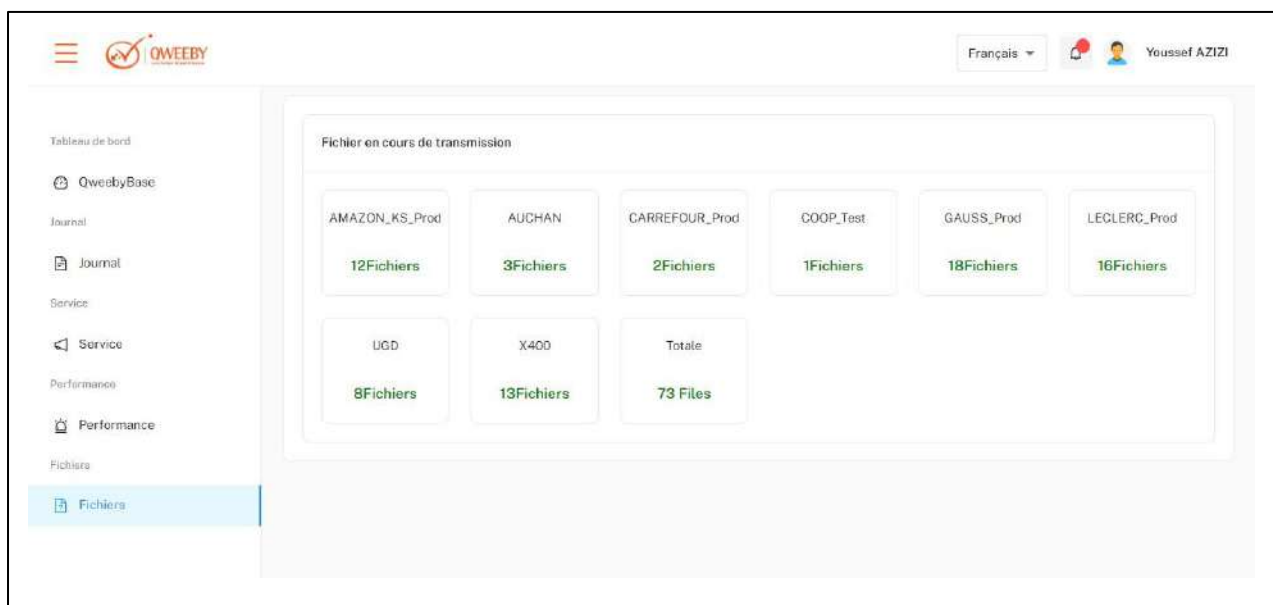 QWEEBY
Français
Youssef AZIZI
Tableau de bord
QweebyBase
Journal
Journal
Service
Service
Performance
Performance
Fichiers
Fichiers
Fichier en cours de transmission
AMAZON_KS_Prod AUCHAN CARREFOUR_Prod COOP_Test GAUSS_Prod LECLERC_Prod
12Fichiers 3Fichiers 2Fichiers 1Fichiers 18Fichiers 16Fichiers
UGD X400 Totale
8Fichiers 13Fichiers 73 Files